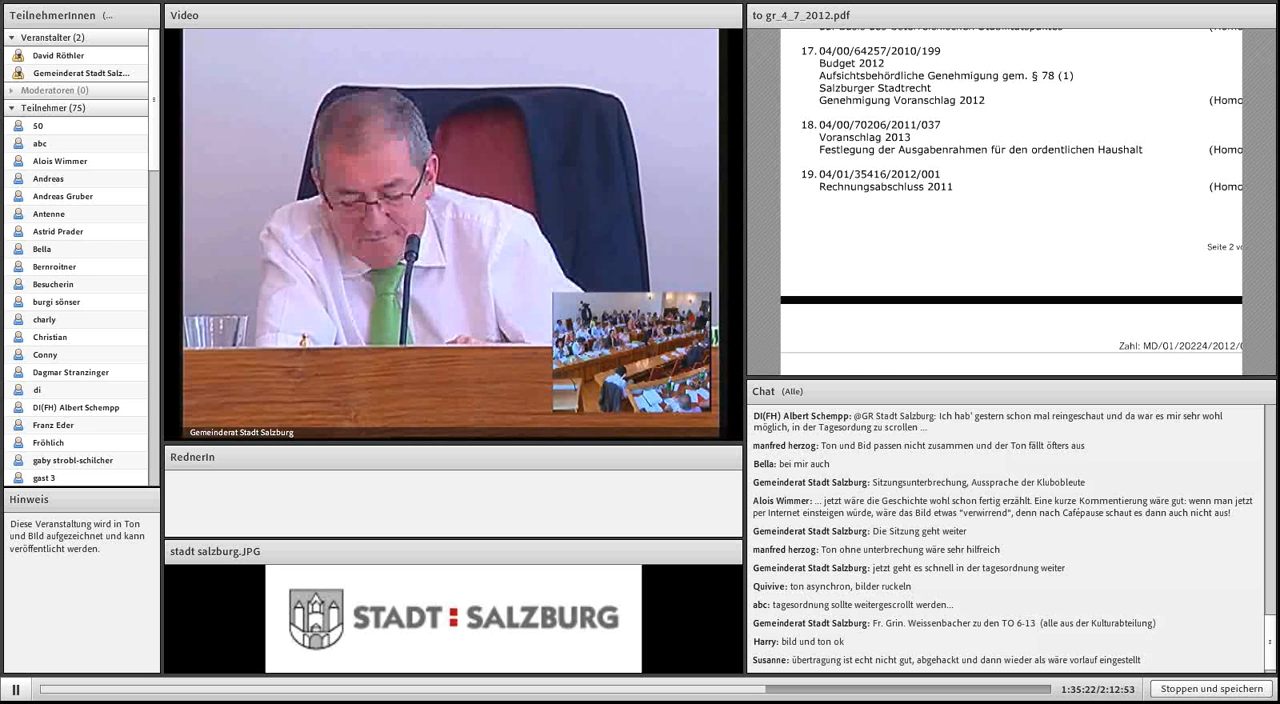 TeilnehmerInnen (...
Veranstalter (2)
David Röthler
Gemeinderat Stadt Salz...
Moderatoren (0)
Teilnehmer (75)
50
abc
Alois Wimmer
Andreas
Andreas Gruber
Antenne
Astrid Prader
Bella
Bernroitner
Besucherin
burgi sönser
charly
Christian
Conny
Dagmar Stranzinger
di
DI(FH) Albert Schempp
Franz Eder
Fröhlich
gaby strobl-schilcher
gast 3
Hinweis
Diese Veranstaltung wird in Ton
und BIld aufgezeichnet und kann
veröffentlicht werden.
Video
Gemeinderat Stadt Salzburg
RednerIn
stadt salzburg.JPG
STADT : SALZBURG
to gr_4_7_2012.pdf
17. 04/00/64257/2010/199
Budget 2012
Aufsichtsbehördliche Genehmigung gem. § 78 (1)
Salzburger Stadtrecht
Genehmigung Voranschlag 2012 (Homo
18. 04/00/70206/2011/037
Voranschlag 2013
Festlegung der Ausgabenrahmen für den ordentlichen Haushalt (Homo
19. 04/01/35416/2012/001
Rechnungsabschluss 2011 (Homo
Seite 2 vo
Zahl: MD/01/20224/2012/0
Chat (Alle)
DI(FH) Albert Schempp: @GR Stadt Salzburg: Ich hab' gestern schon mal reingeschaut und da war es mir sehr wohl
möglich, in der Tagesordung zu scrollen ...
manfred herzog: Ton und Bid passen nicht zusammen und der Ton fällt öfters aus
Bella: bei mir auch
Gemeinderat Stadt Salzburg: Sitzungsunterbrechung, Aussprache der Klubobleute
Alois Wimmer: ... jetzt wäre die Geschichte wohl schon fertig erzählt. Eine kurze Kommentierung wäre gut: wenn man jetzt
per Internet einsteigen würde, wäre das Bild etwas "verwirrend", denn nach Cafépause schaut es dann auch nicht aus!
Gemeinderat Stadt Salzburg: Die Sitzung geht weiter
manfred herzog: Ton ohne unterbrechung wäre sehr hilfreich
Gemeinderat Stadt Salzburg: jetzt geht es schnell in der tagesordnung weiter
Quivive: ton asynchron, bilder ruckeln
abc: tagesordnung sollte weitergescrollt werden...
Gemeinderat Stadt Salzburg: Fr. Grin. Weissenbacher zu den TO 6-13 (alle aus der Kulturabteilung)
Harry: bild und ton ok
Susanne: übertragung ist echt nicht gut, abgehackt und dann wieder als wäre vorlauf eingestellt
1:35:22/2:12:53
Stoppen und speichern